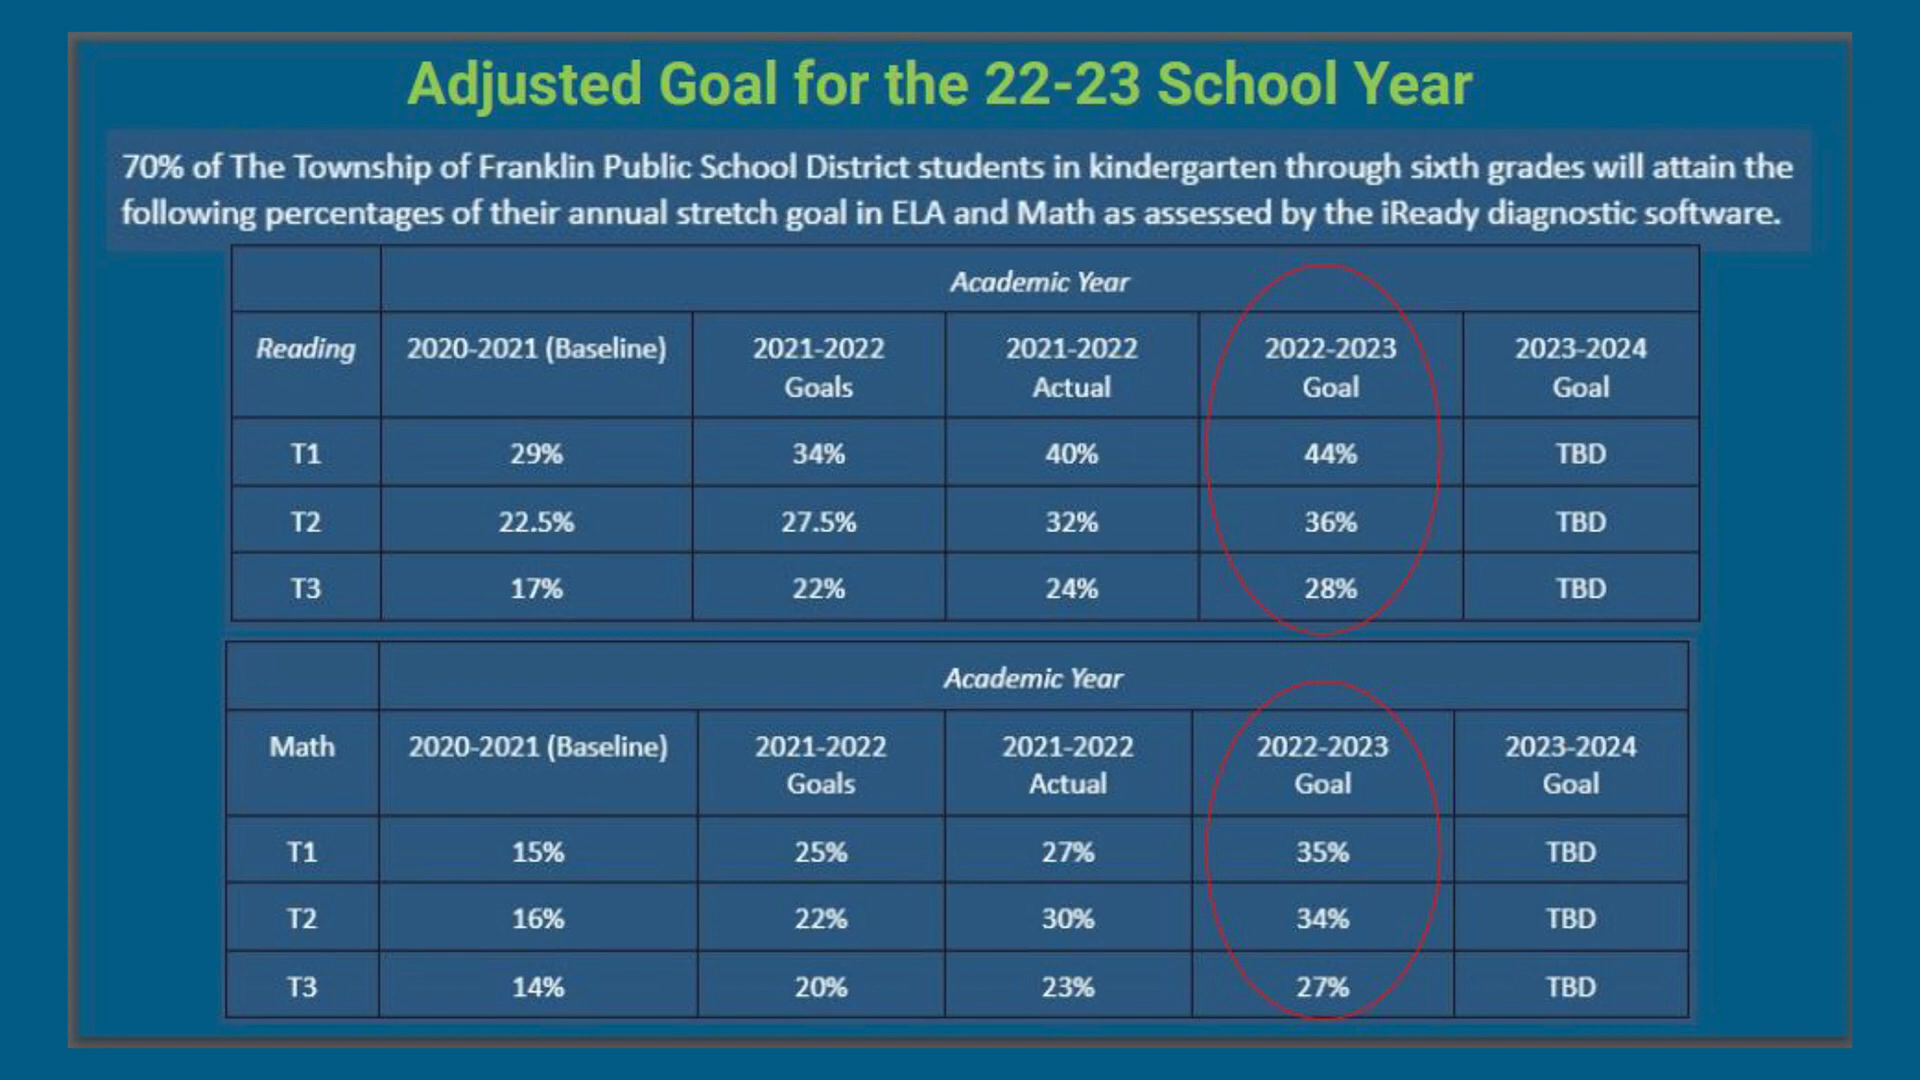 Adjusted Goal for the 22-23 School Year
70% of The Township of Franklin Public School District students in kindergarten through sixth grades will attain the
following percentages of their annual stretch goal in ELA and Math as assessed by the iReady diagnostic software.
Academic Year
Reading 2020-2021 (Baseline) 2021-2022 2021-2022 2022-2023 2023-2024
Goals Actual Goal Goal
T1 29% 34% 40% 44% TBD
T2 22.5% 27.5% 32% 36% TBD
T3 17% 22% 24% 28% TBD
Academic Year
Math 2020-2021 (Baseline) 2021-2022 2021-2022 2022-2023 2023-2024
Goals Actual Goal Goal
T1 15% 25% 27% 35% TBD
T2 16% 22% 30% 34% TBD
T3 14% 20% 23% 27% TBD